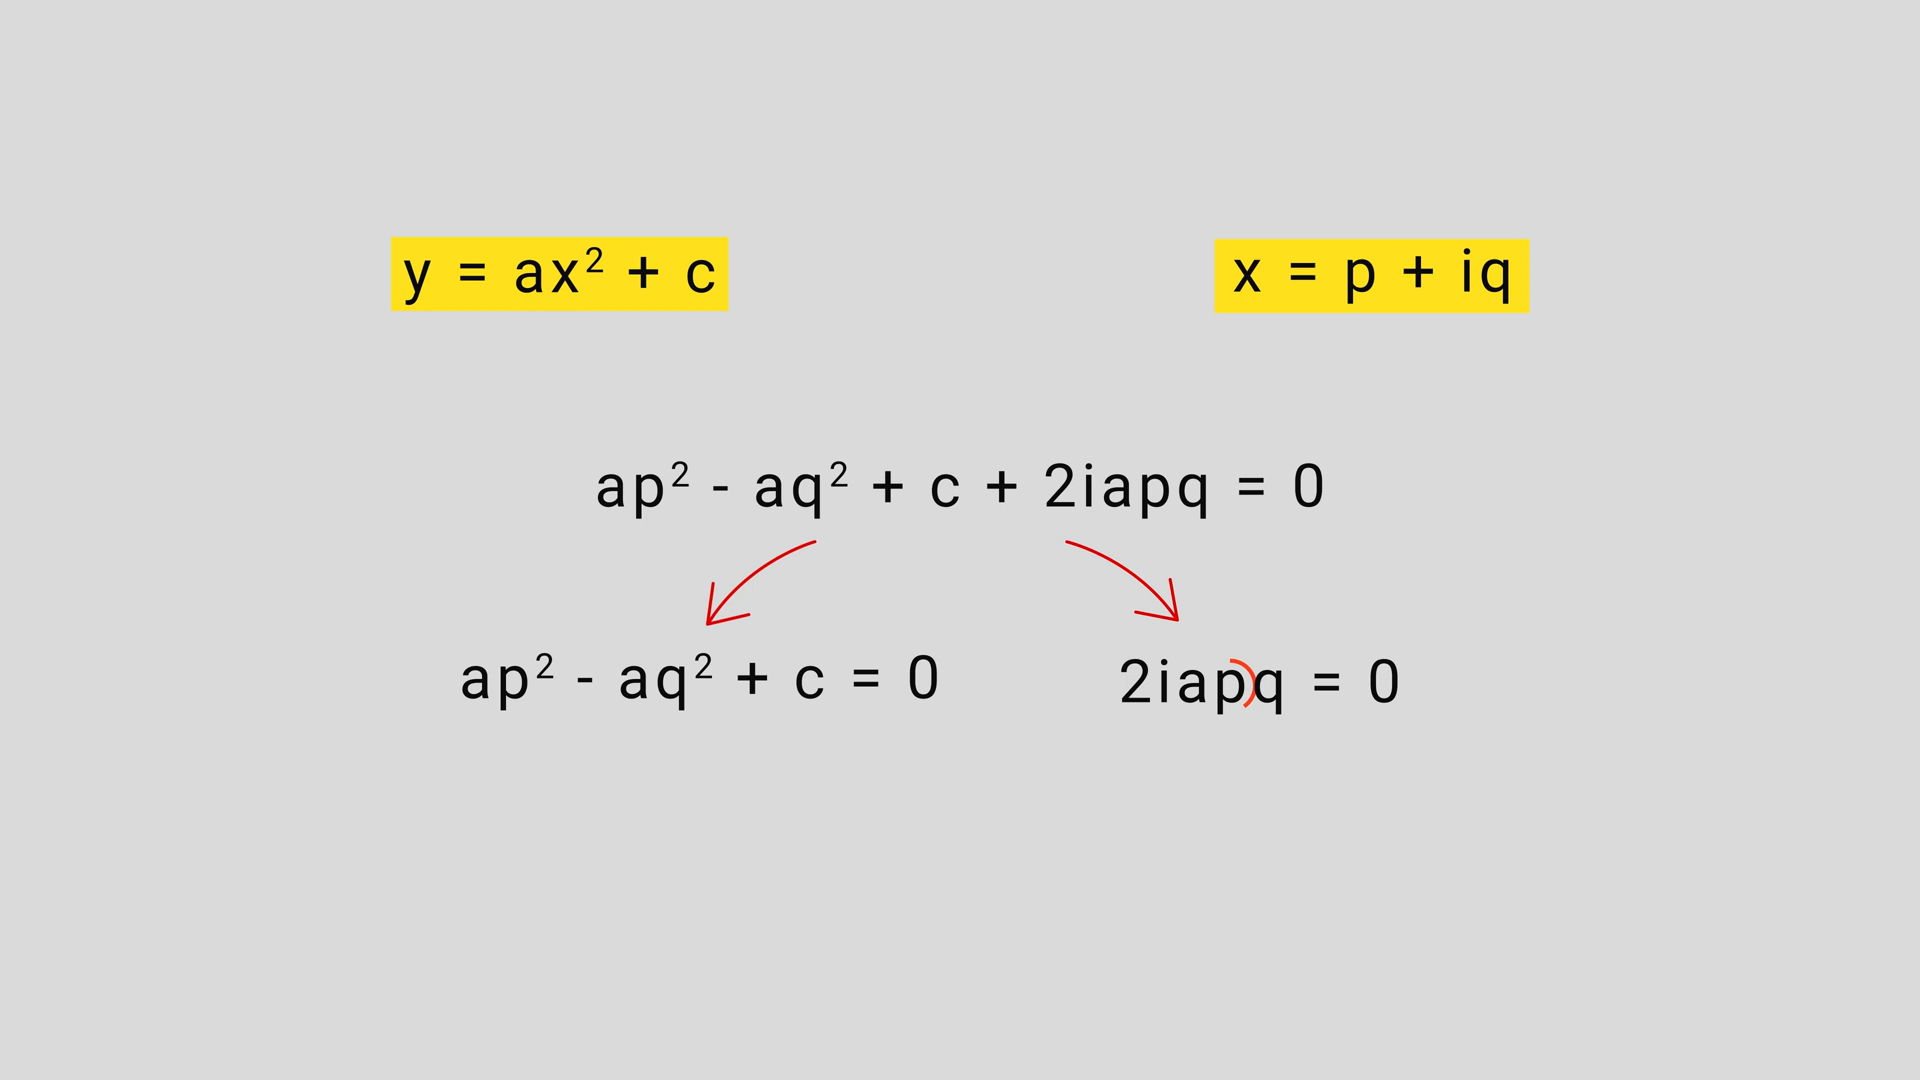 y = ax² + c
x = p + iq
ap² - aq² + c + 2iapq = 0
ap² - aq² + c = 0
2iapq = 0